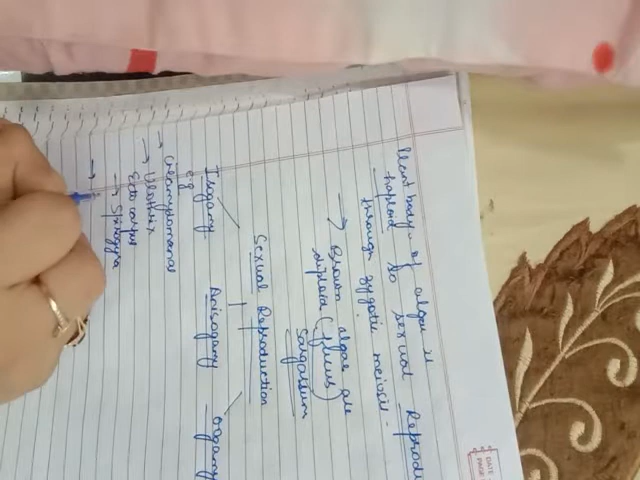 DATE
Plant body of algae is
haploid so sexual Reprodu
through zygotic meiosis-
→ Brown algae are
diploid (fucus)
Sargassum
Sexual Reproduction
Isogamy Anisogamy Oogamy
e.g
→ Chlamydomonas
→ Ulothrix
Ectocarpus
→ Spirogyra
→